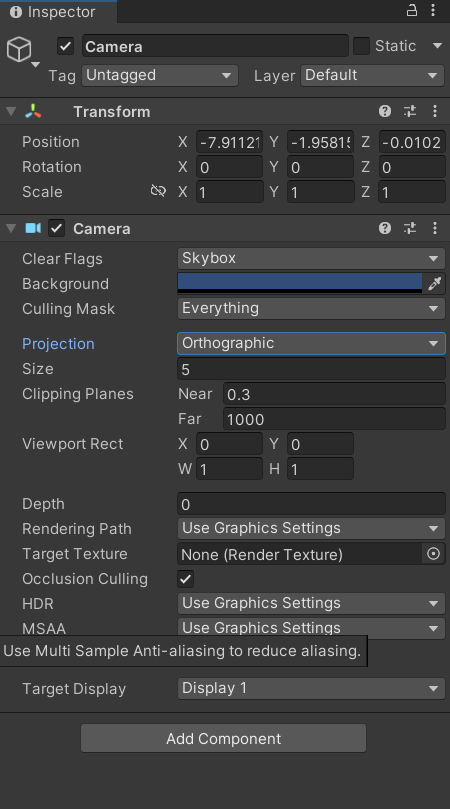 Inspector
Camera Static
Tag Untagged Layer Default
Transform
Position X -7.91121 Y -1.95815 Z -0.0102
Rotation X 0 Y 0 Z 0
Scale X 1 Y 1 Z 1
Camera
Clear Flags Skybox
Background
Culling Mask Everything
Projection Orthographic
Size 5
Clipping Planes Near 0.3
Far 1000
Viewport Rect X 0 Y 0
W 1 H 1
Depth 0
Rendering Path Use Graphics Settings
Target Texture None (Render Texture)
Occlusion Culling
HDR Use Graphics Settings
MSAA Use Graphics Settings
Use Multi Sample Anti-aliasing to reduce aliasing.
Target Display Display 1
Add Component